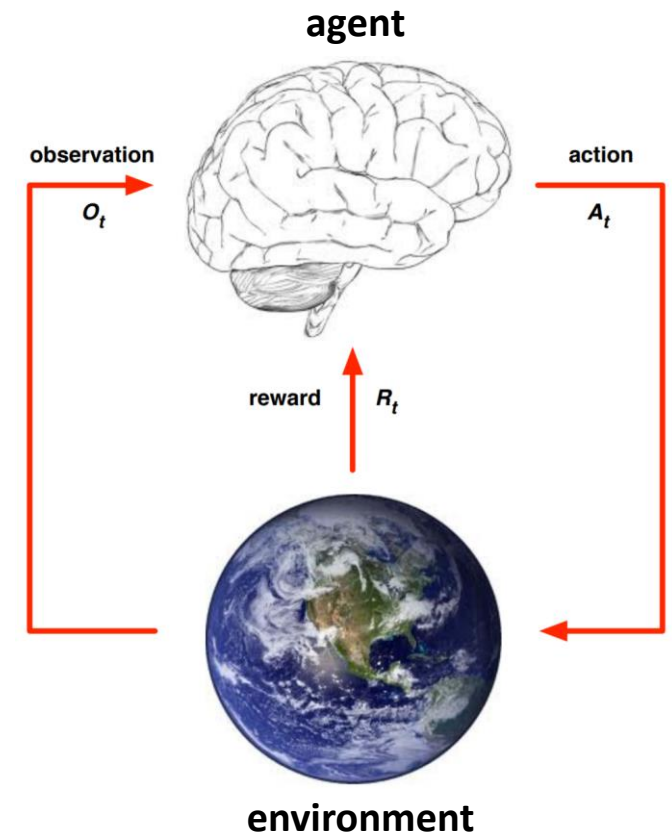 agent
observation
O_t
action
A_t
reward R_t
environment